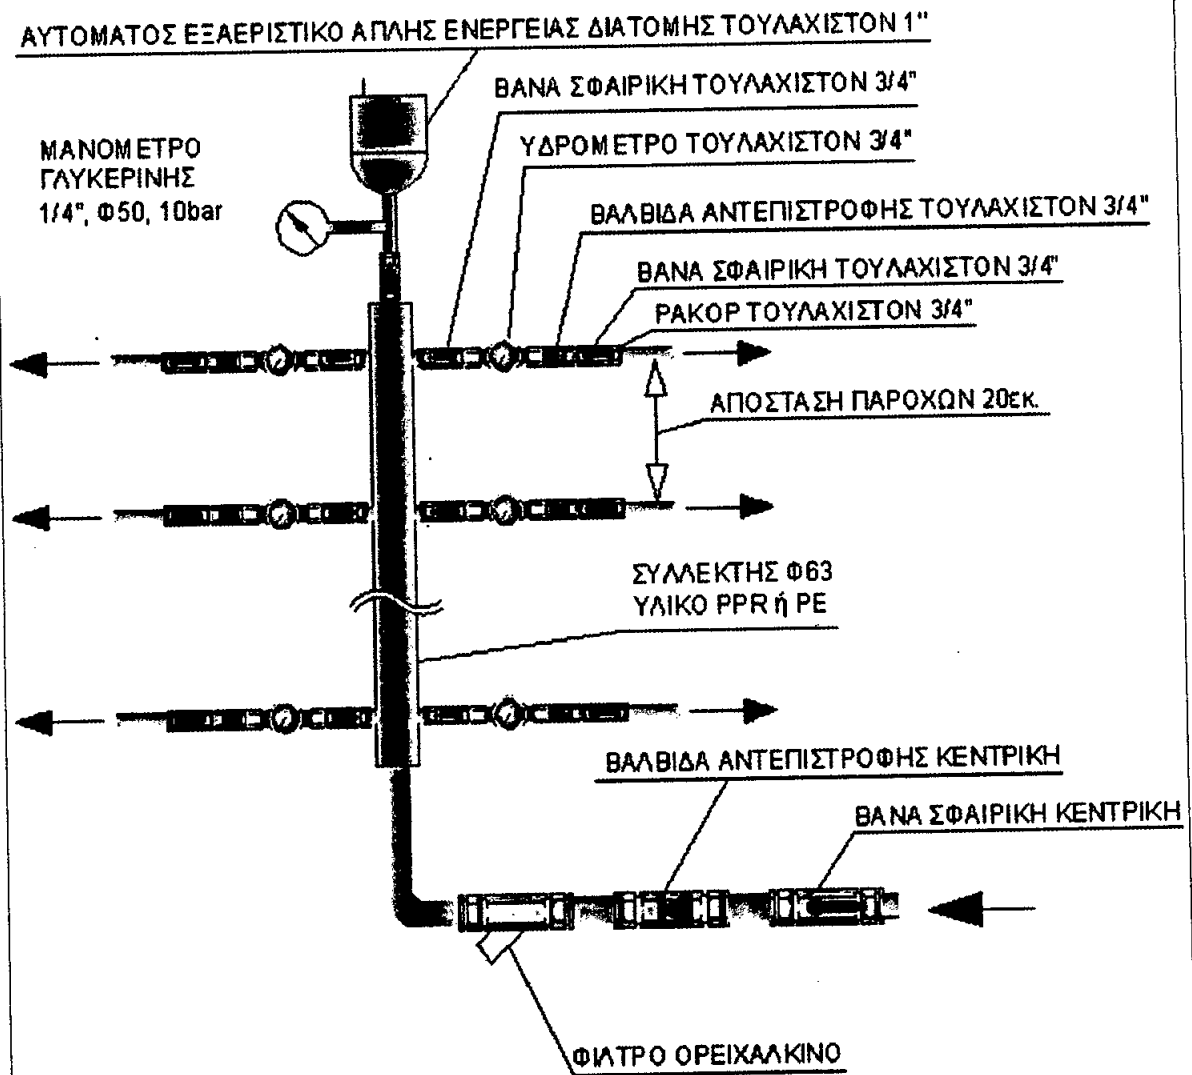 ΑΥΤΟΜΑΤΟΣ ΕΞΑΕΡΙΣΤΙΚΟ ΑΠΛΗΣ ΕΝΕΡΓΕΙΑΣ ΔΙΑΤΟΜΗΣ ΤΟΥΛΑΧΙΣΤΟΝ 1"
ΒΑΝΑ ΣΦΑΙΡΙΚΗ ΤΟΥΛΑΧΙΣΤΟΝ 3/4"
ΥΔΡΟΜΕΤΡΟ ΤΟΥΛΑΧΙΣΤΟΝ 3/4"
ΜΑΝΟΜΕΤΡΟ
ΓΛΥΚΕΡΙΝΗΣ
1/4", Φ50, 10bar
ΒΑΛΒΙΔΑ ΑΝΤΕΠΙΣΤΡΟΦΗΣ ΤΟΥΛΑΧΙΣΤΟΝ 3/4"
ΒΑΝΑ ΣΦΑΙΡΙΚΗ ΤΟΥΛΑΧΙΣΤΟΝ 3/4"
ΡΑΚΟΡ ΤΟΥΛΑΧΙΣΤΟΝ 3/4"
ΑΠΟΣΤΑΣΗ ΠΑΡΟΧΩΝ 20εκ.
ΣΥΛΛΕΚΤΗΣ Φ63
ΥΛΙΚΟ PPR ή PE
ΒΑΛΒΙΔΑ ΑΝΤΕΠΙΣΤΡΟΦΗΣ ΚΕΝΤΡΙΚΗ
ΒΑΝΑ ΣΦΑΙΡΙΚΗ ΚΕΝΤΡΙΚΗ
ΦΙΛΤΡΟ ΟΡΕΙΧΑΛΚΙΝΟ